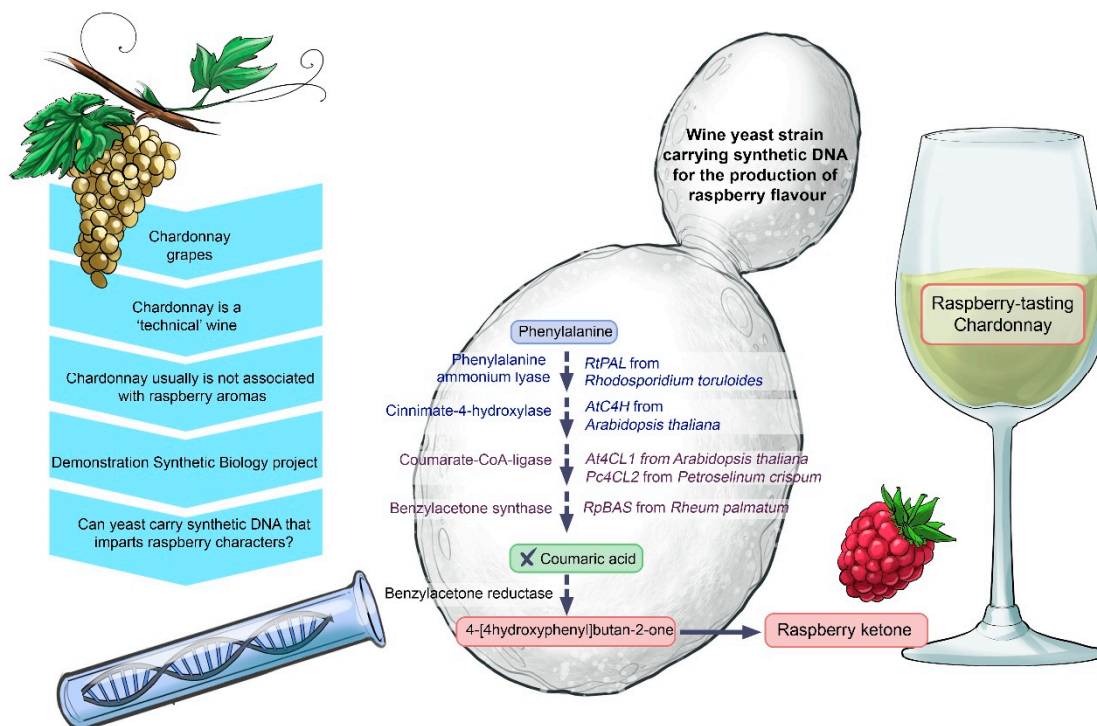 Chardonnay
grapes
Chardonnay is a
‘technical’ wine
Chardonnay usually is not associated
with raspberry aromas
Demonstration Synthetic Biology project
Can yeast carry synthetic DNA that
imparts raspberry characters?
Wine yeast strain
carrying synthetic DNA
for the production of
raspberry flavour
Phenylalanine
Phenylalanine
ammonium lyase
RtPAL from
Rhodosporidium toruloides
Cinnimate-4-hydroxylase
AtC4H from
Arabidopsis thaliana
Coumarate-CoA-ligase
At4CL1 from Arabidopsis thaliana
Pc4CL2 from Petroselinum crispum
Benzylacetone synthase
RpBAS from Rheum palmatum
✘ Coumaric acid
Benzylacetone reductase
4-[4hydroxyphenyl]butan-2-one
Raspberry ketone
Raspberry-tasting
Chardonnay